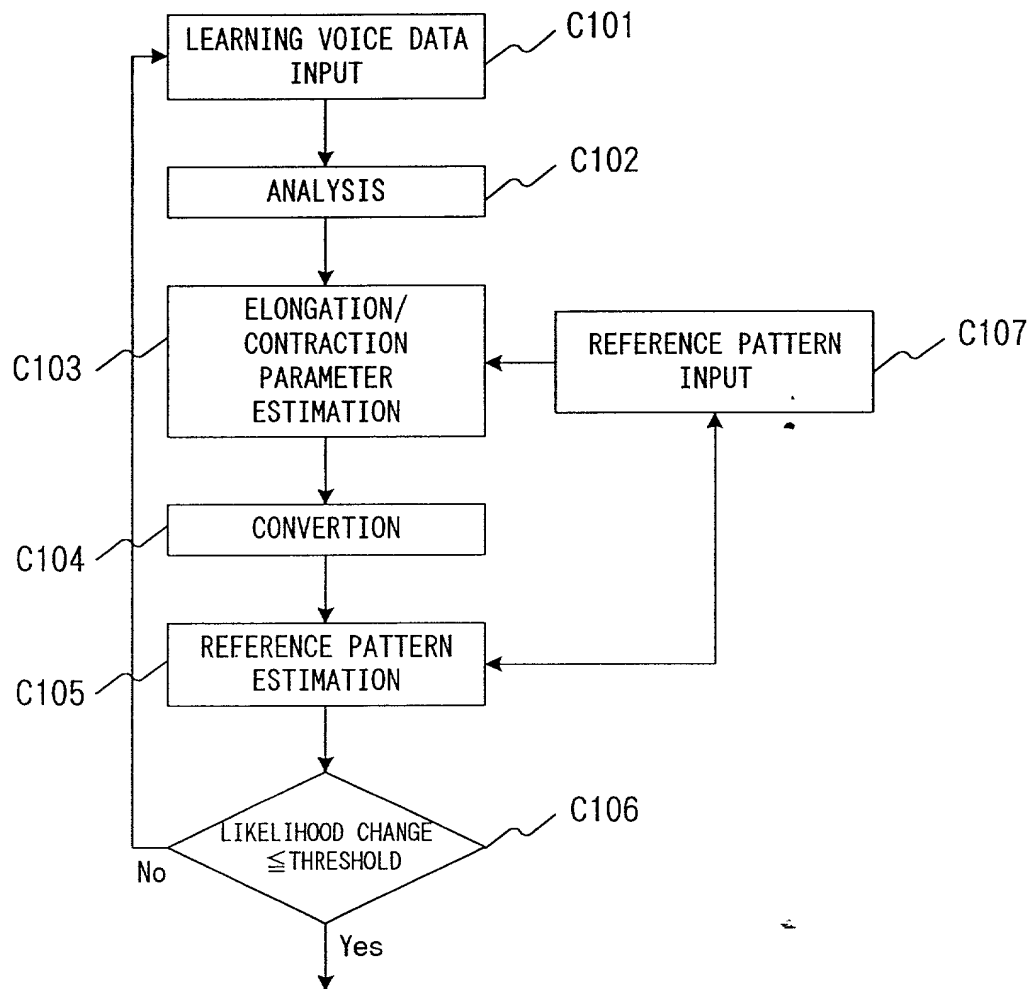 LEARNING VOICE DATA
INPUT
C101
ANALYSIS
C102
ELONGATION/
CONTRACTION
PARAMETER
ESTIMATION
C103
REFERENCE PATTERN
INPUT
C107
CONVERTION
C104
REFERENCE PATTERN
ESTIMATION
C105
LIKELIHOOD CHANGE
≦THRESHOLD
C106
No
Yes